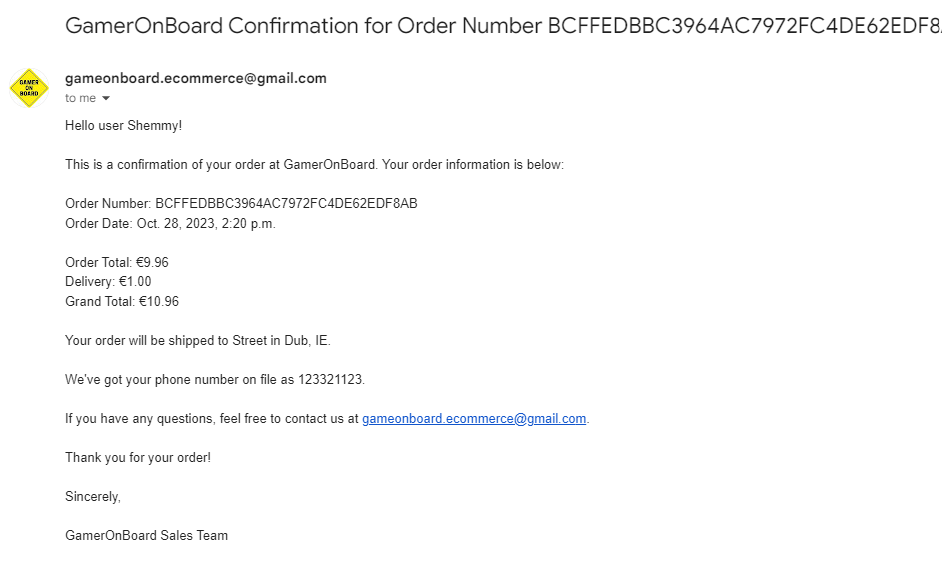 GamerOnBoard Confirmation for Order Number BCFFEDBBC3964AC7972FC4DE62EDF8
gameonboard.ecommerce@gmail.com
GAMER
ON
BOARD
to me
Hello user Shemmy!
This is a confirmation of your order at GamerOnBoard. Your order information is below:
Order Number: BCFFEDBBC3964AC7972FC4DE62EDF8AB
Order Date: Oct. 28, 2023, 2:20 p.m.
Order Total: €9.96
Delivery: €1.00
Grand Total: €10.96
Your order will be shipped to Street in Dub, IE.
We've got your phone number on file as 123321123.
If you have any questions, feel free to contact us at gameonboard.ecommerce@gmail.com.
Thank you for your order!
Sincerely,
GamerOnBoard Sales Team